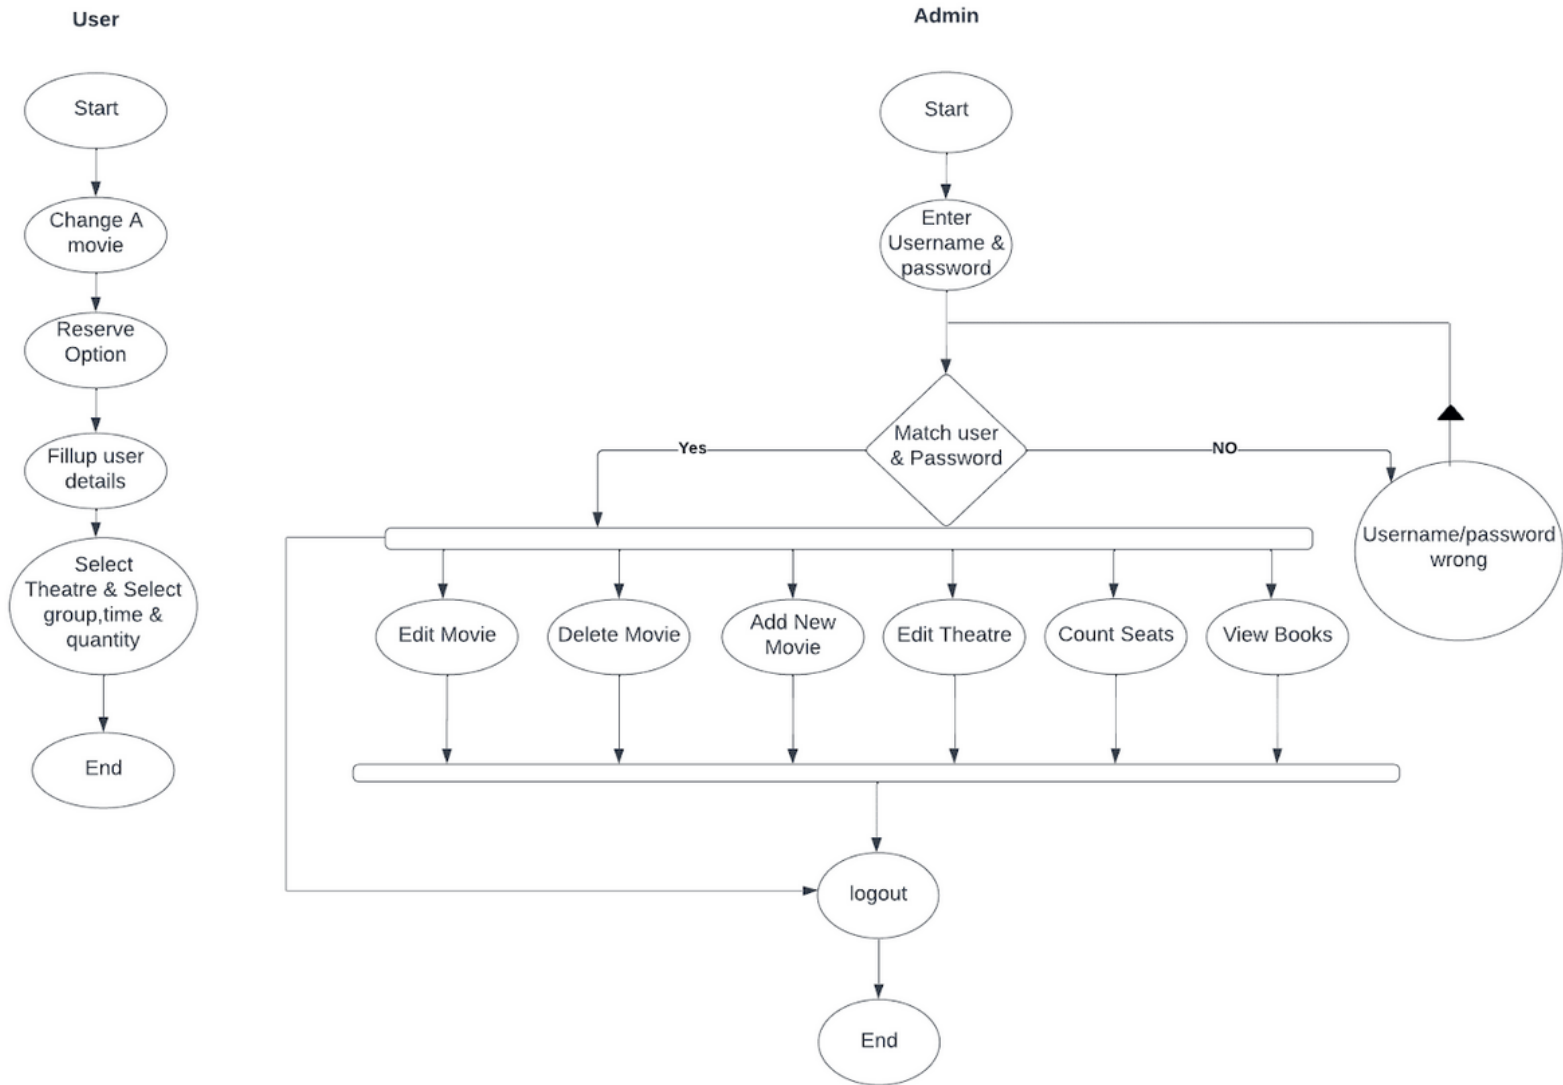 User
Start
Change A
movie
Reserve
Option
Fillup user
details
Select
Theatre & Select
group,time &
quantity
End
Admin
Start
Enter
Username &
password
Match user
& Password
Yes
NO
Username/password
wrong
Edit Movie
Delete Movie
Add New
Movie
Edit Theatre
Count Seats
View Books
logout
End